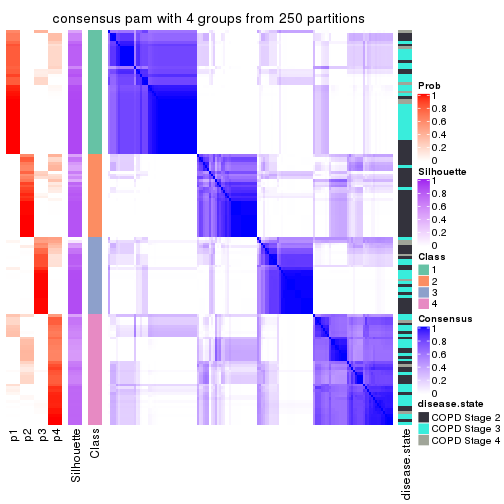 consensus pam with 4 groups from 250 partitions
p1
p2
p3
p4
Silhouette
Class
disease.state
Prob
1
0.8
0.6
0.4
0.2
0
Silhouette
1
0.8
0.6
0.4
0.2
0
Class
1
2
3
4
Consensus
1
0.8
0.6
0.4
0.2
0
disease.state
COPD Stage 2
COPD Stage 3
COPD Stage 4